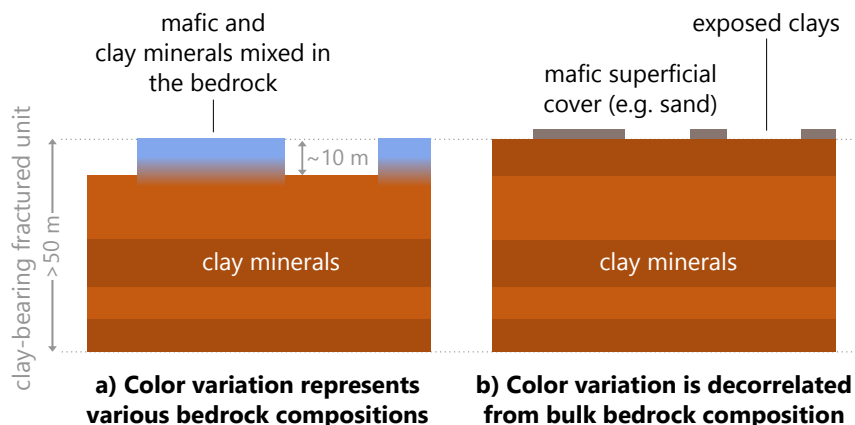 mafic and
clay minerals mixed in
the bedrock
exposed clays
mafic superficial
cover (e.g. sand)
clay-bearing fractured unit
>50 m
~10 m
clay minerals
clay minerals
a) Color variation represents
various bedrock compositions
b) Color variation is decorrelated
from bulk bedrock composition